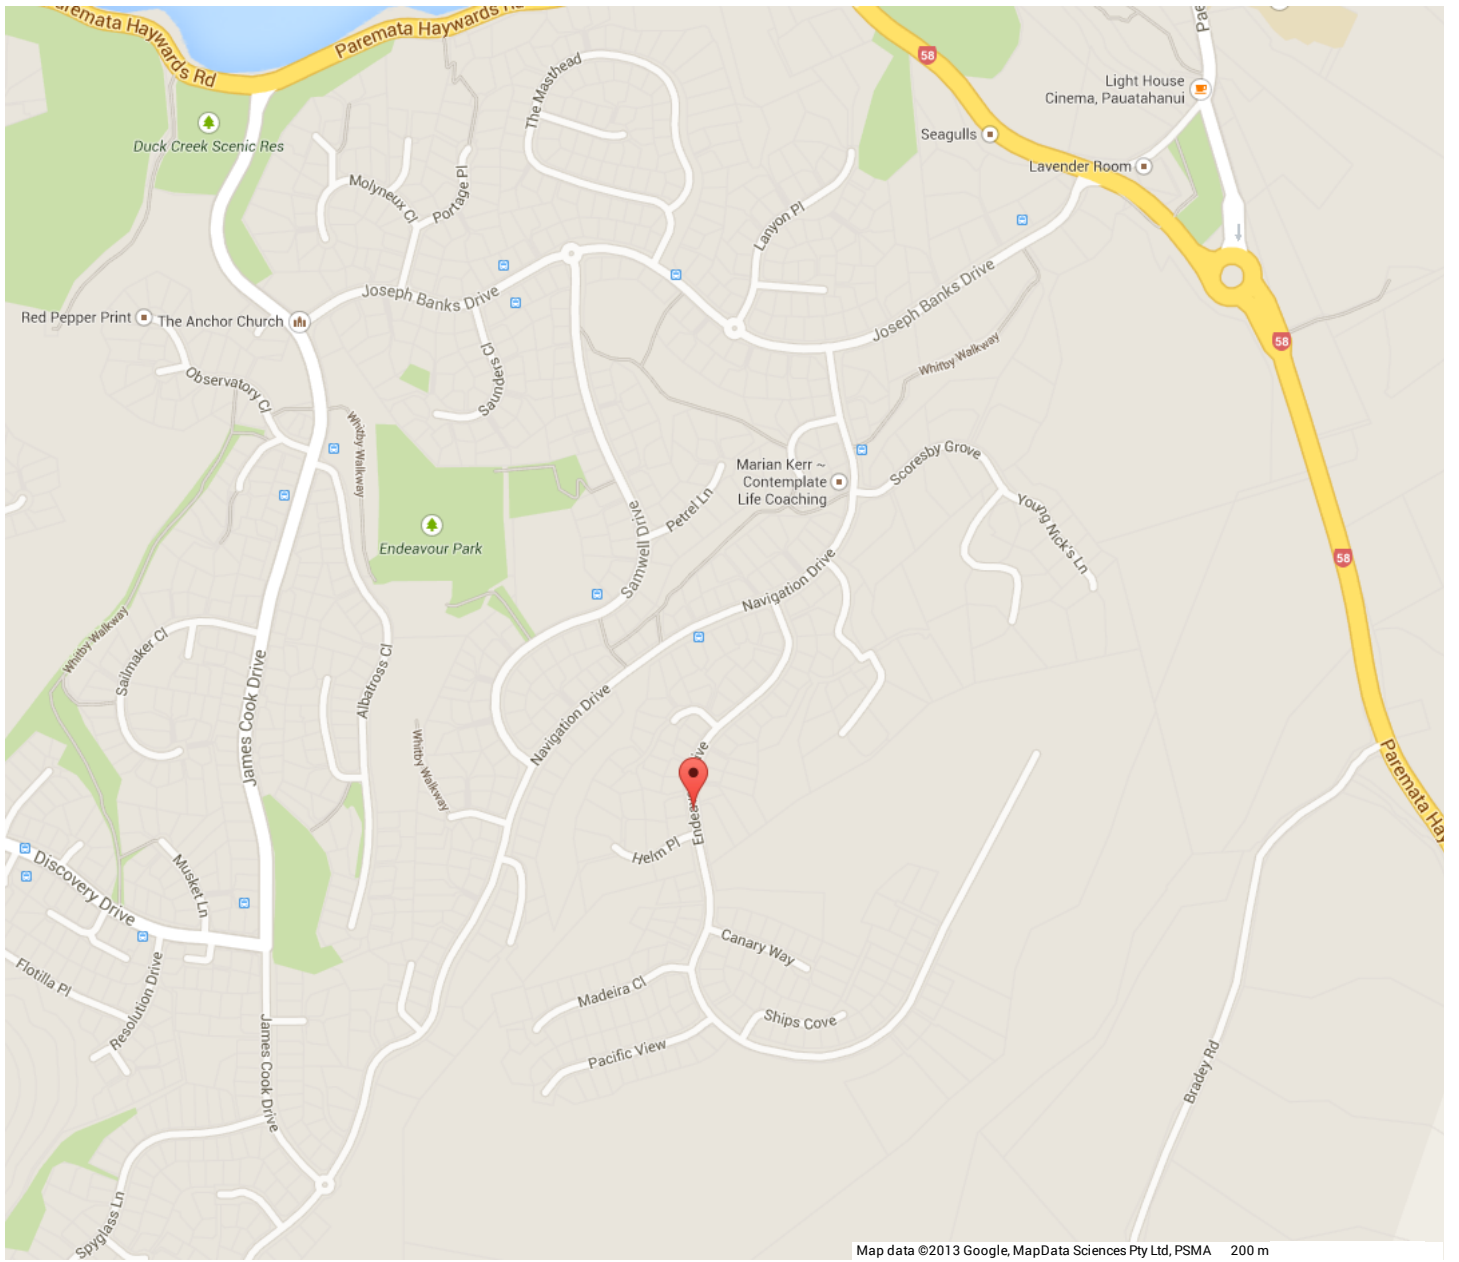 Paremata Haywards Rd
Paremata Haywards Rd
58
The Masthead
Light House
Cinema, Pauatahanui
Seagulls
Duck Creek Scenic Res
Lavender Room
Molyneux Cl
Portage Pl
Lanyon Pl
Joseph Banks Drive
Joseph Banks Drive
Red Pepper Print
The Anchor Church
58
Whitby Walkway
Observatory Cl
Saunders Cl
Whitby Walkway
Marian Kerr ~
Contemplate
Life Coaching
Scoresby Grove
Petrel Ln
Young Nick's Ln
Endeavour Park
Samwell Drive
58
Navigation Drive
Whitby Walkway
Sailmaker Cl
James Cook Drive
Albatross Cl
Navigation Drive
Whitby Walkway
Paremata Hay
Helm Pl
Discovery Drive
Musket Ln
Canary Way
Flotilla Pl
Resolution Drive
Madeira Cl
Ships Cove
James Cook Drive
Pacific View
Bradey Rd
Spyglass Ln
Map data ©2013 Google, MapData Sciences Pty Ltd, PSMA 200 m